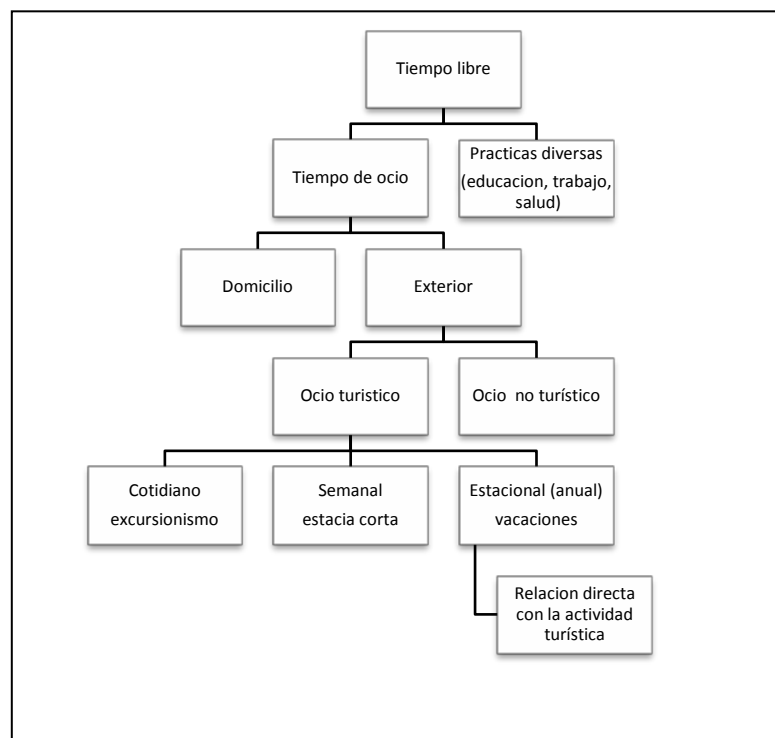 Tiempo libre
Tiempo de ocio
Practicas diversas
(educacion, trabajo,
salud)
Domicilio
Exterior
Ocio turistico
Ocio no turístico
Cotidiano
excursionismo
Semanal
estacia corta
Estacional (anual)
vacaciones
Relacion directa
con la actividad
turística